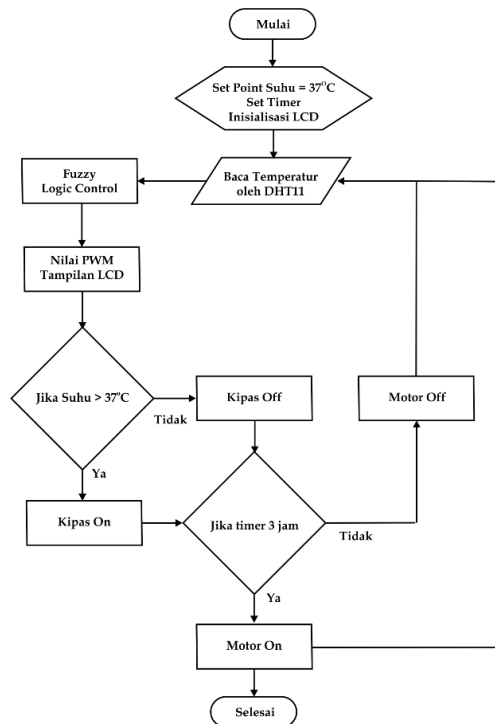 Mulai
Set Point Suhu = 37°C
Set Timer
Inisialisasi LCD
Baca Temperatur
oleh DHT11
Fuzzy
Logic Control
Nilai PWM
Tampilan LCD
Jika Suhu > 37°C
Tidak
Kipas Off
Motor Off
Ya
Kipas On
Jika timer 3 jam
Tidak
Ya
Motor On
Selesai